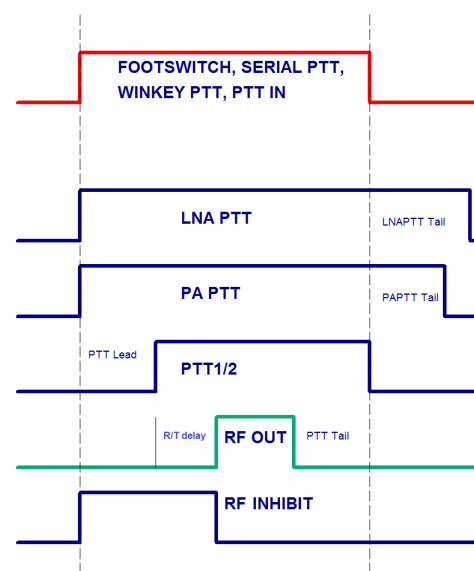 FOOTSWITCH, SERIAL PTT,
WINKEY PTT, PTT IN
LNA PTT
LNAPTT Tail
PA PTT
PAPTT Tail
PTT Lead
PTT1/2
R/T delay
RF OUT
PTT Tail
RF INHIBIT